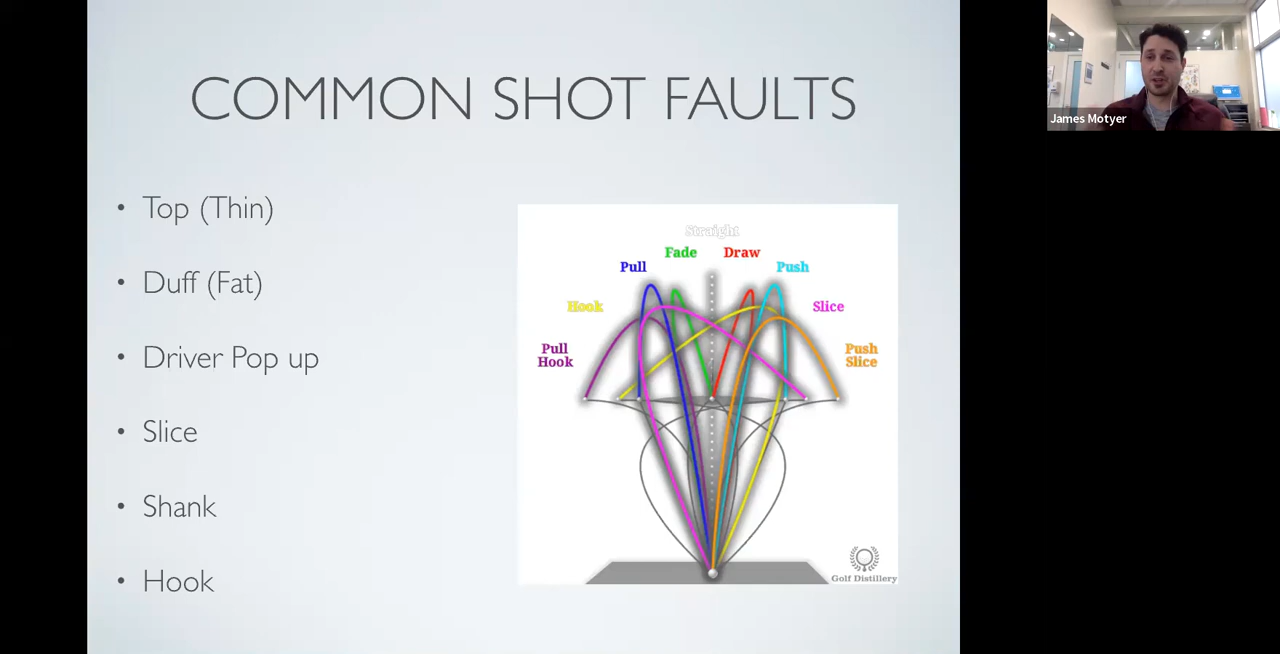 COMMON SHOT FAULTS
• Top (Thin)
• Duff (Fat)
• Driver Pop up
• Slice
• Shank
• Hook
Straight
Fade
Draw
Pull
Push
Hook
Slice
Pull
Hook
Push
Slice
Golf Distillery
James Motyer